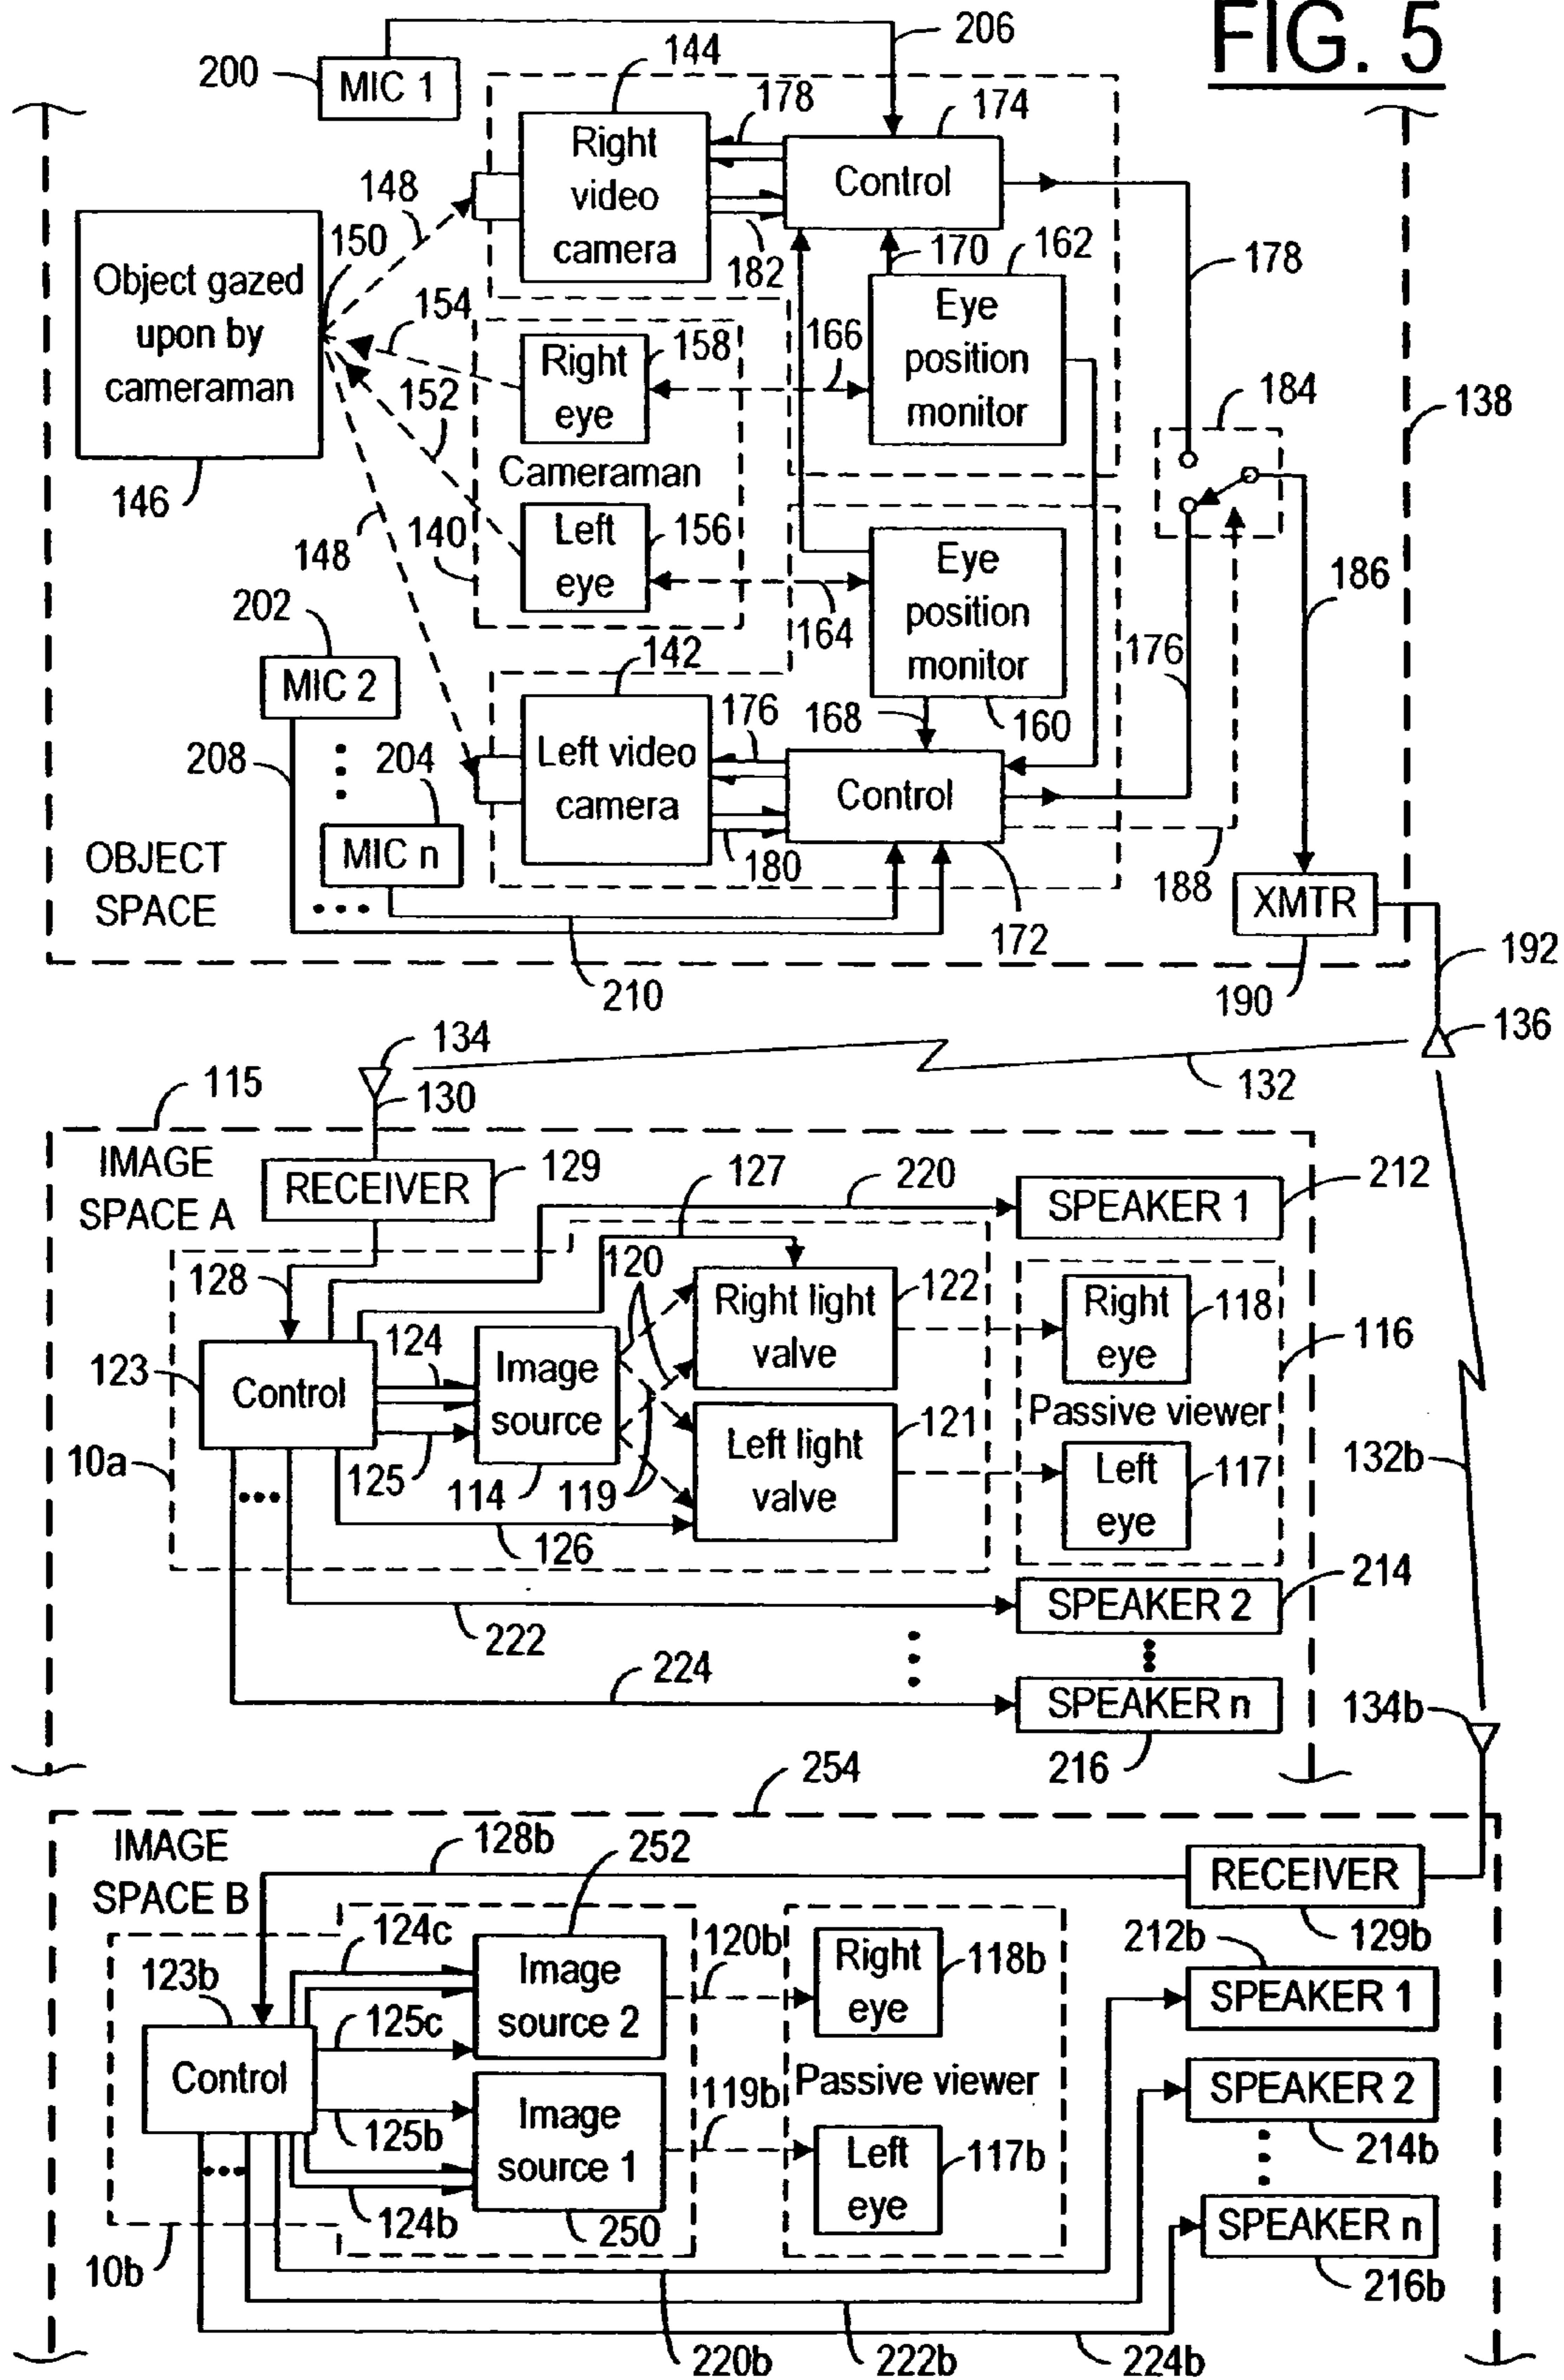 FIG. 5
206
144
200
MIC 1
178
174
Right
video
camera
Control
148
150
182
170
162
178
Object gazed
upon by
cameraman
154
Right
eye
158
166
Eye
position
monitor
152
184
138
Cameraman
146
148
140
Left
eye
156
164
Eye
position
monitor
186
202
MIC 2
142
176
168
160
176
208
204
Left video
camera
Control
MIC n
180
188
OBJECT
SPACE
XMTR
172
192
210
190
136
134
115
130
132
IMAGE
SPACE A
RECEIVER
129
127
220
SPEAKER 1
212
128
120
Right light
valve
122
Right
eye
118
116
123
Control
124
Image
source
Passive viewer
10a
125
114
119
Left light
valve
121
Left
eye
117
132b
126
SPEAKER 2
214
222
224
SPEAKER n
134b
216
254
IMAGE
SPACE B
128b
252
RECEIVER
129b
124c
120b
212b
123b
Image
source 2
Right
eye
118b
SPEAKER 1
125c
Control
Passive viewer
SPEAKER 2
125b
119b
Image
source 1
Left
eye
117b
214b
124b
250
SPEAKER n
10b
216b
220b
222b
224b